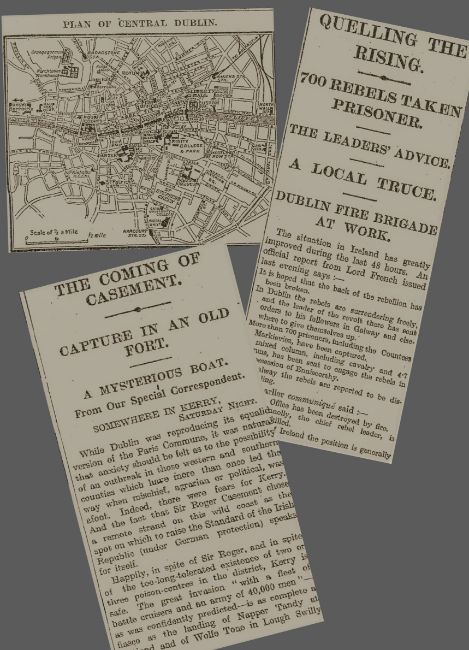 PLAN OF CENTRAL DUBLIN.
Scale of ½ a Mile
½ mile
QUELLING THE
RISING.
700 REBELS TAKEN
PRISONER.
THE LEADERS' ADVICE.
A LOCAL TRUCE.
DUBLIN FIRE BRIGADE
AT WORK.
The situation in Ireland has greatly
improved during the last 48 hours. An
official report from Lord French issued
last evening says :—
It is hoped that the back of the rebellion has
been broken.
In Dublin the rebels are surrendering freely,
and the leader of the revolt there has sent
orders to his followers in Galway and else-
where to give themselves up.
More than 700 prisoners, including the Countess
Markievicz, have been captured.
mixed column, including cavalry and 4·7
has been sent to engage the rebels in
session of Enniscorthy.
alway the rebels are reported to be dis-
ing.
earlier communiqué said :—
Office has been destroyed by fire.
nnolly, the chief rebel leader, is
killed.
Ireland the position is generally
THE COMING OF
CASEMENT.
CAPTURE IN AN OLD
FORT.
A MYSTERIOUS BOAT.
From Our Special Correspondent.
SOMEWHERE IN KERRY,
SATURDAY NIGHT.
While Dublin was reproducing its squalid
version of the Paris Commune, it was natural
that anxiety should be felt as to the possibility
of an outbreak in those western and southern
counties which have more than once led the
way when mischief, agrarian or political, was
afoot. Indeed, there were fears for Kerry.
And the fact that Sir Roger Casement chose
a remote strand on this wild coast as the
spot on which to raise the Standard of the Irish
Republic (under German protection) speaks
for itself.
Happily, in spite of Sir Roger, and in spite
of the too-long-tolerated existence of two or
three poison-centres in the district, Kerry is
safe. The great invasion "with a fleet of
battle cruisers and an army of 40,000 men"—
as was confidently predicted—is as complete a
fiasco as the landing of Napper Tandy at
land and of Wolfe Tone in Lough Swilly